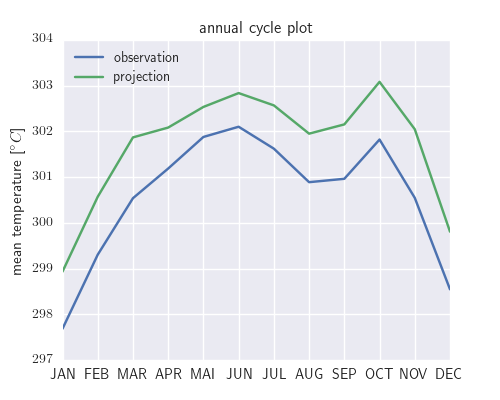 annual cycle plot
304
303
302
301
300
299
298
297
mean temperature [°C]
observation
projection
JAN FEB MAR APR MAI JUN JUL AUG SEP OCT NOV DEC